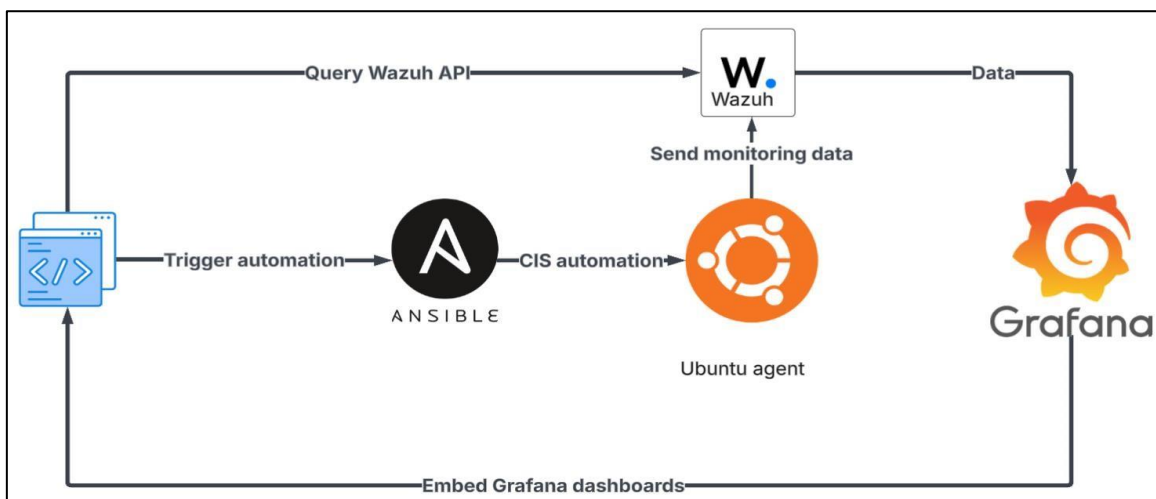 Query Wazuh API
W.
Wazuh
Data
Send monitoring data
</>
Trigger automation
CIS automation
ANSIBLE
Ubuntu agent
Grafana
Embed Grafana dashboards